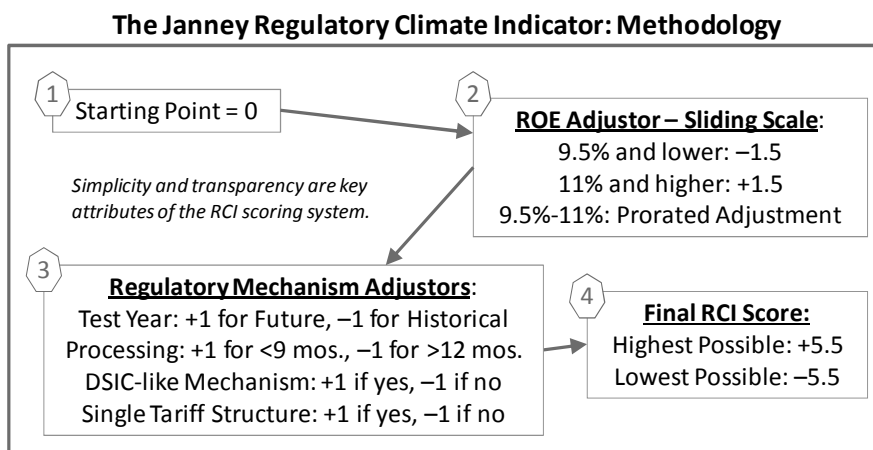 The Janney Regulatory Climate Indicator: Methodology
1
Starting Point = 0
2
ROE Adjustor – Sliding Scale:
9.5% and lower: –1.5
11% and higher: +1.5
9.5%-11%: Prorated Adjustment
Simplicity and transparency are key
attributes of the RCI scoring system.
3
Regulatory Mechanism Adjustors:
Test Year: +1 for Future, –1 for Historical
Processing: +1 for <9 mos., –1 for >12 mos.
DSIC-like Mechanism: +1 if yes, –1 if no
Single Tariff Structure: +1 if yes, –1 if no
4
Final RCI Score:
Highest Possible: +5.5
Lowest Possible: –5.5